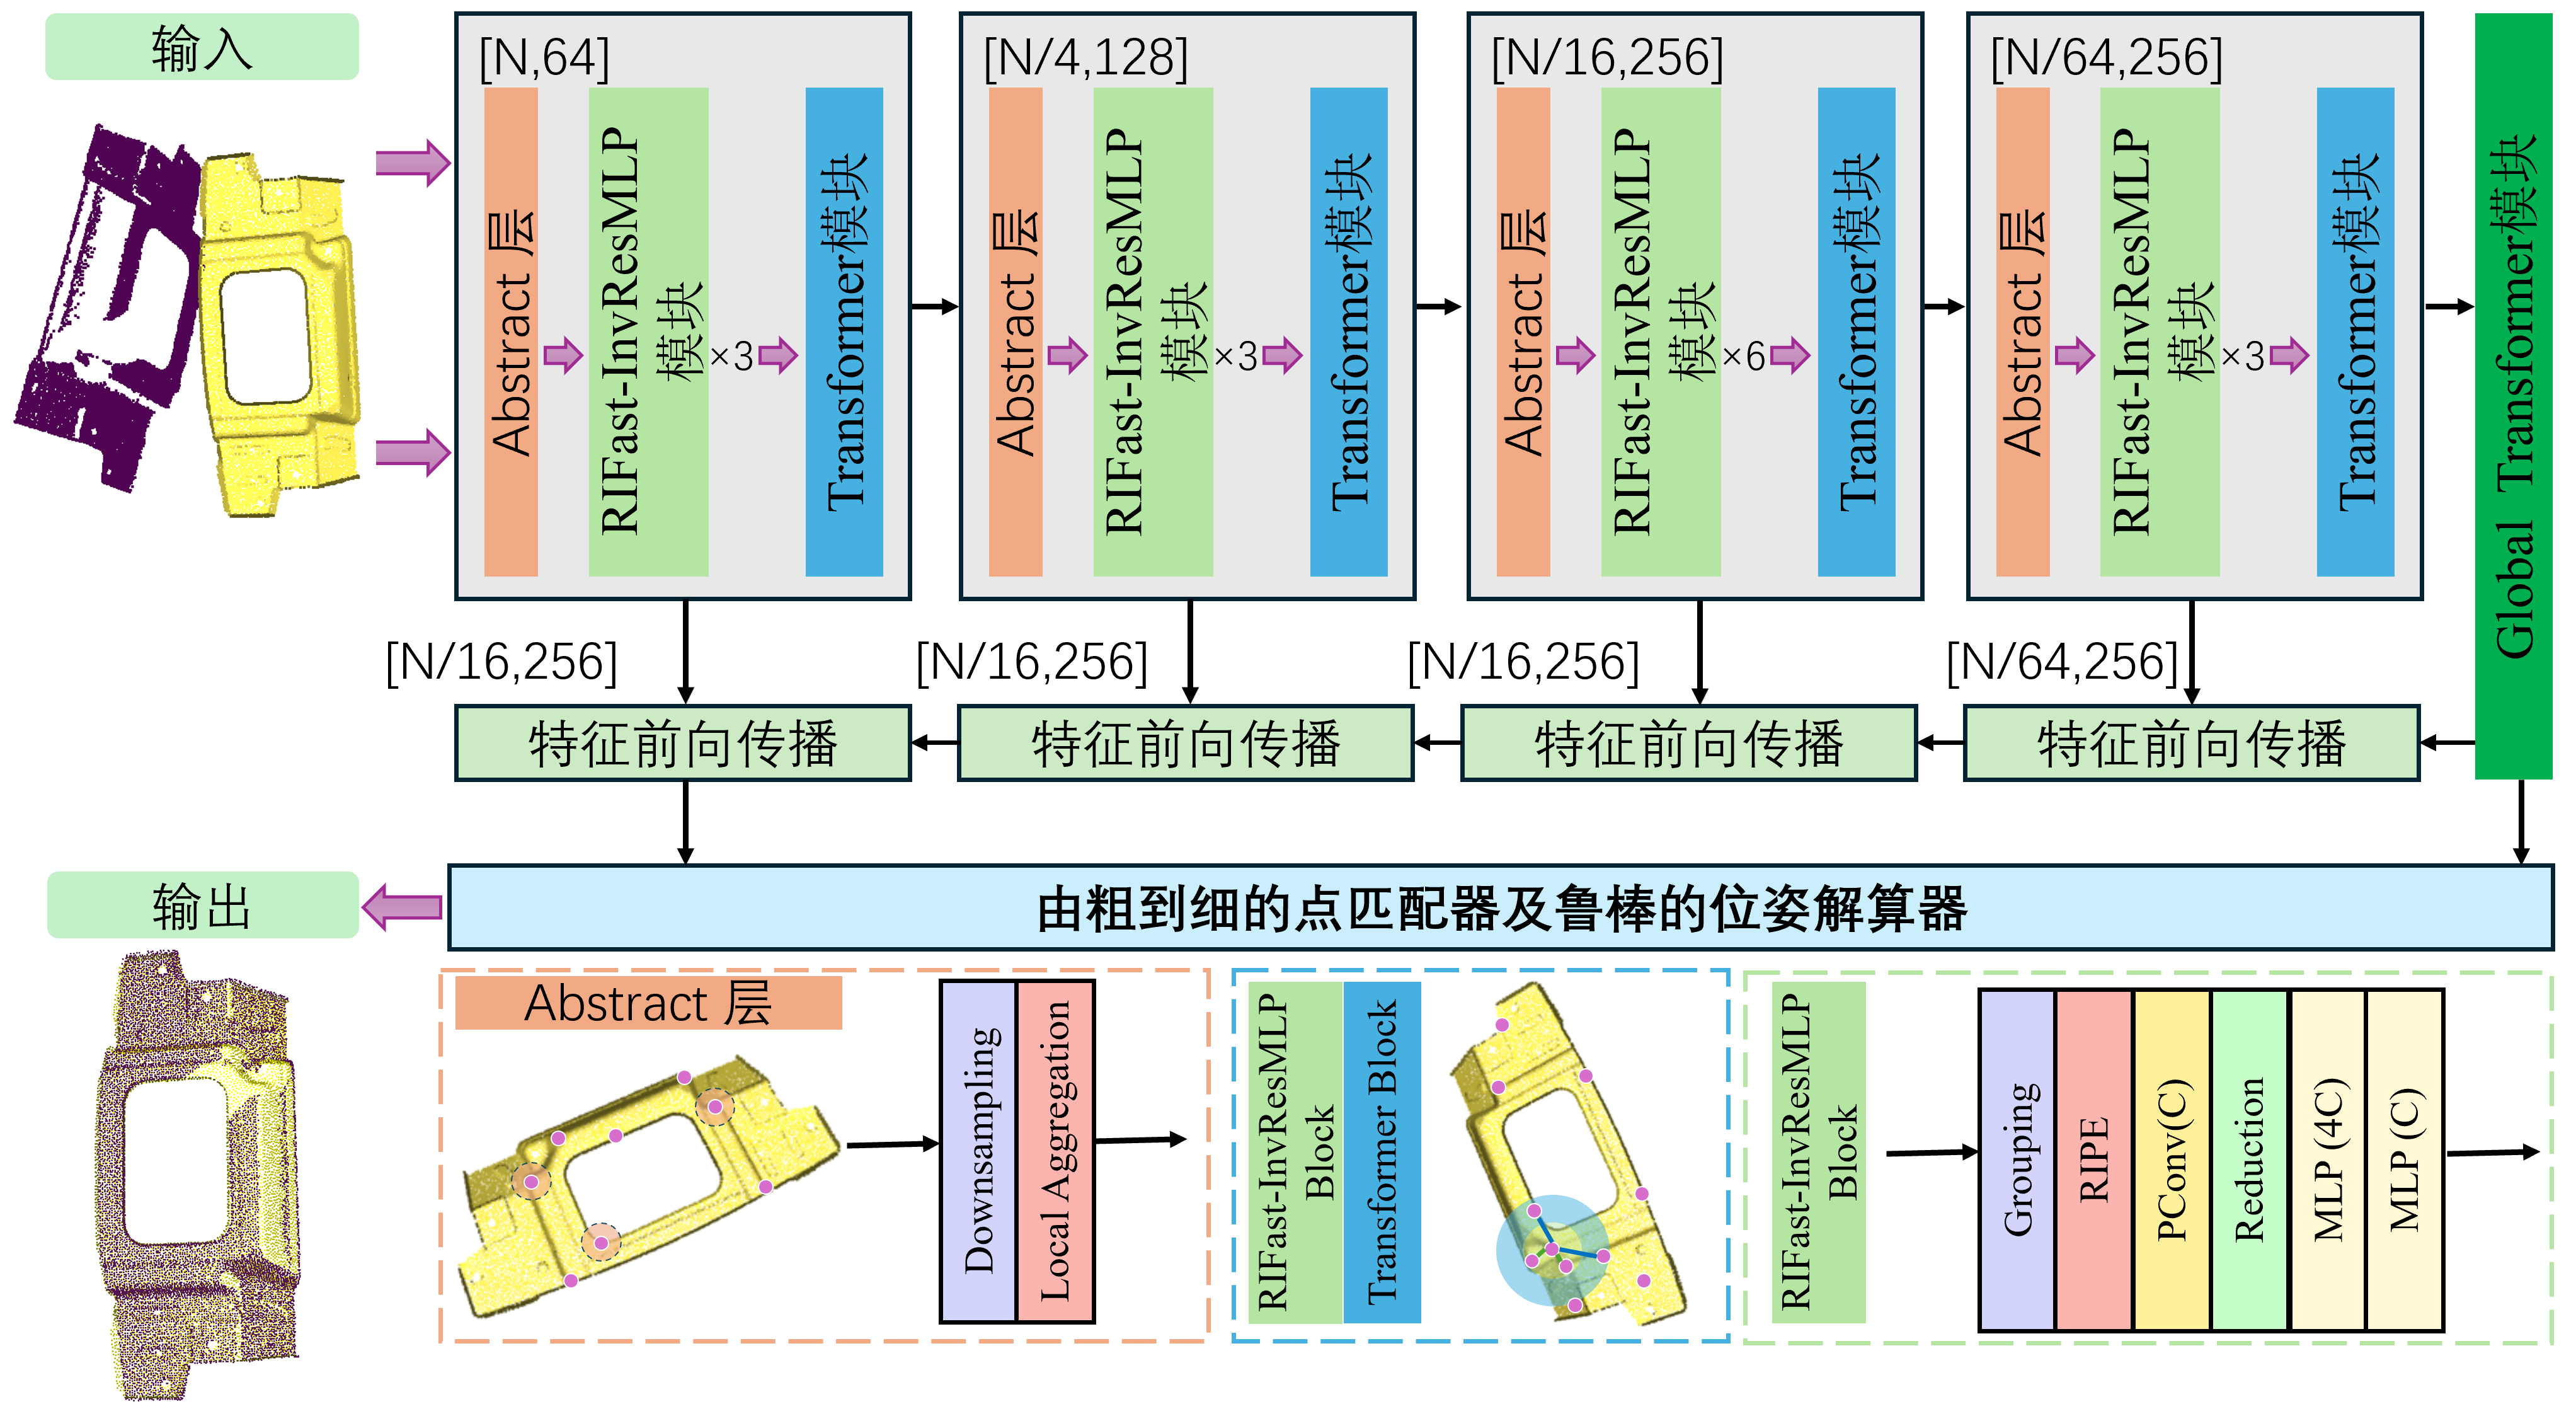 输入
[N,64]
Abstract 层
RIFast-InvResMLP
模块
×3
Transformer模块
[N/4,128]
Abstract 层
RIFast-InvResMLP
模块
×3
Transformer模块
[N/16,256]
Abstract 层
RIFast-InvResMLP
模块
×6
Transformer模块
[N/64,256]
Abstract 层
RIFast-InvResMLP
模块
×3
Transformer模块
Global Transformer模块
[N/16,256]
[N/16,256]
[N/16,256]
[N/64,256]
特征前向传播
特征前向传播
特征前向传播
特征前向传播
输出
由粗到细的点匹配器及鲁棒的位姿解算器
Abstract 层
Downsampling
Local Aggregation
RIFast-InvResMLP
Block
Transformer Block
RIFast-InvResMLP
Block
Grouping
RIPE
PConv(C)
Reduction
MLP (4C)
MLP (C)